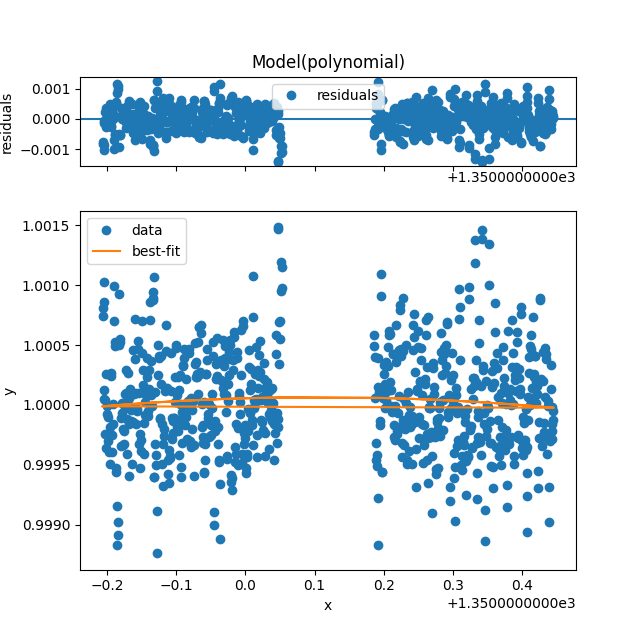 Model(polynomial)
residuals
0.001
0.000
−0.001
residuals
+1.3500000000e3
data
best-fit
1.0015
1.0010
1.0005
1.0000
0.9995
0.9990
y
−0.2
−0.1
0.0
0.1
0.2
0.3
0.4
x
+1.3500000000e3